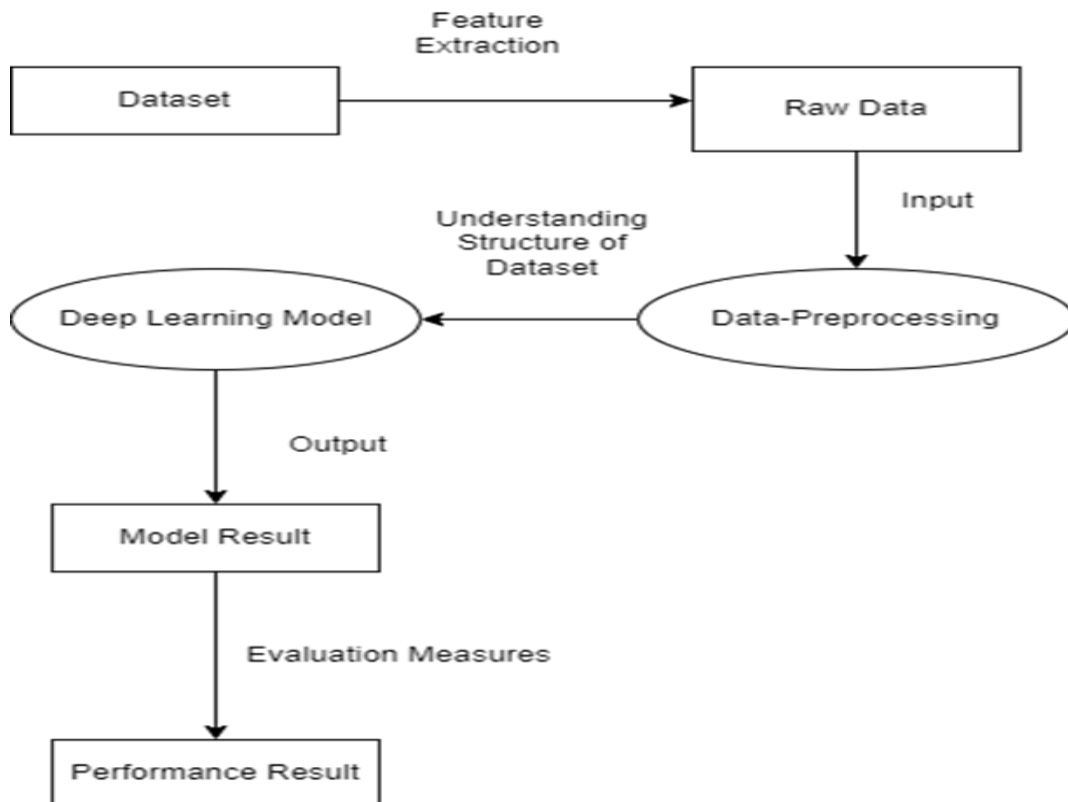 Feature
Extraction
Dataset
Raw Data
Input
Understanding
Structure of
Dataset
Deep Learning Model
Data-Preprocessing
Output
Model Result
Evaluation Measures
Performance Result